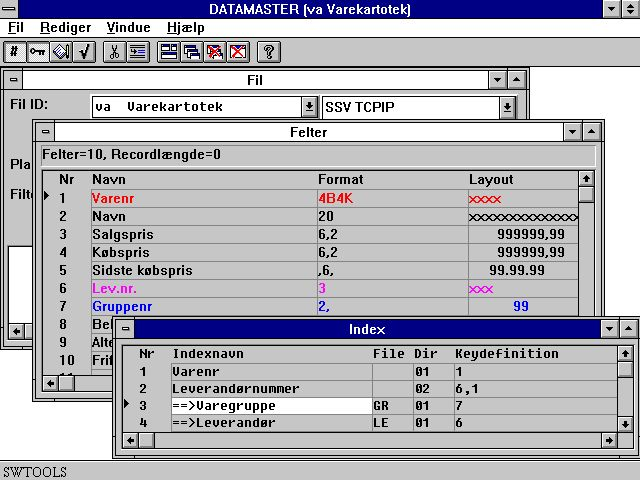 DATAMASTER (va Varekartotek)
Fil Rediger Vindue Hjælp
# ?
Fil
Fil ID: va Varekartotek SSV TCPIP
Felter
Felter=10, Recordlængde=0
Pla
Filte
Nr Navn Format Layout
1 Varenr 4B4K xxxx
2 Navn 20 xxxxxxxxxxxxxx
3 Salgspris 6,2 999999,99
4 Købspris 6,2 999999,99
5 Sidste købspris ,6, 99.99.99
6 Lev.nr. 3 xxx
7 Gruppenr 2, 99
8 Bel
9 Alte
10 Frif
11
Index
Nr Indexnavn File Dir Keydefinition
1 Varenr 01 1
2 Leverandørnummer 02 6,1
3 ==>Varegruppe GR 01 7
4 ==>Leverandør LE 01 6
SWTOOLS